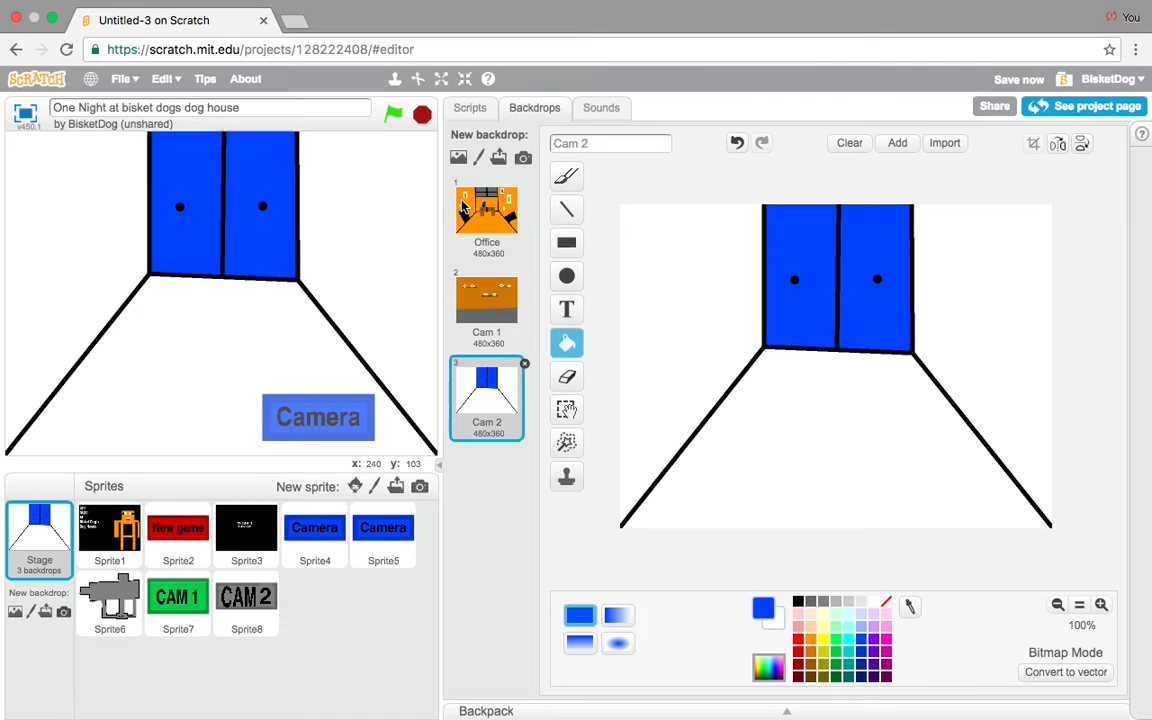 Untitled-3 on Scratch
You
https://scratch.mit.edu/projects/128222408/#editor
SCRATCH File Edit Tips About Save now BisketDog
One Night at bisket dogs dog house
by BisketDog (unshared)
v450.1
Scripts Backdrops Sounds
Share See project page
New backdrop:
Cam 2
Clear Add Import
1
Office
480x360
2
Cam 1
480x360
3
Cam 2
480x360
Camera
x: 240 y: 103
Sprites New sprite:
Stage
3 backdrops
New backdrop:
New game
Camera
Camera
Sprite1 Sprite2 Sprite3 Sprite4 Sprite5
CAM 1 CAM 2
Sprite6 Sprite7 Sprite8
T
100%
Bitmap Mode
Convert to vector
Backpack